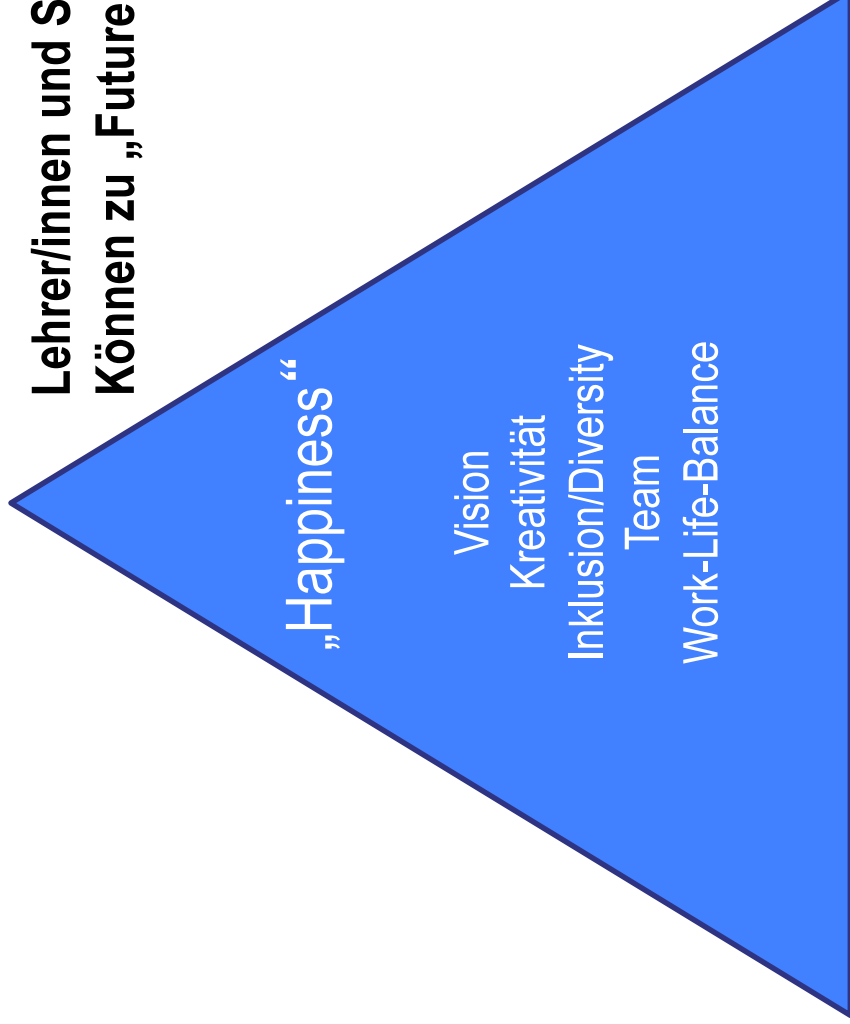 Lehrer/innen und S
Können zu „Future
„Happiness“
Vision
Kreativität
Inklusion/Diversity
Team
Work-Life-Balance